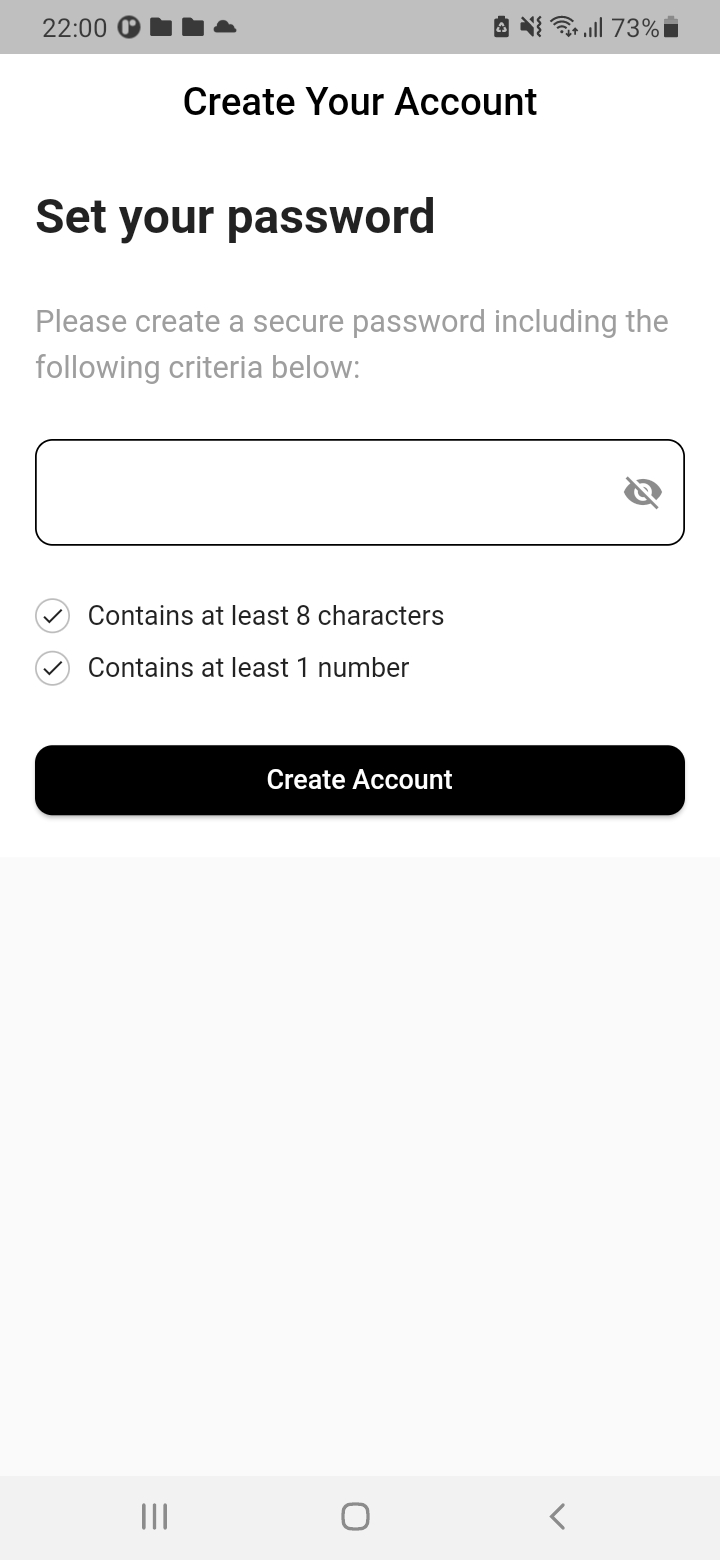 22:00 73%
Create Your Account
Set your password
Please create a secure password including the
following criteria below:
Contains at least 8 characters
Contains at least 1 number
Create Account